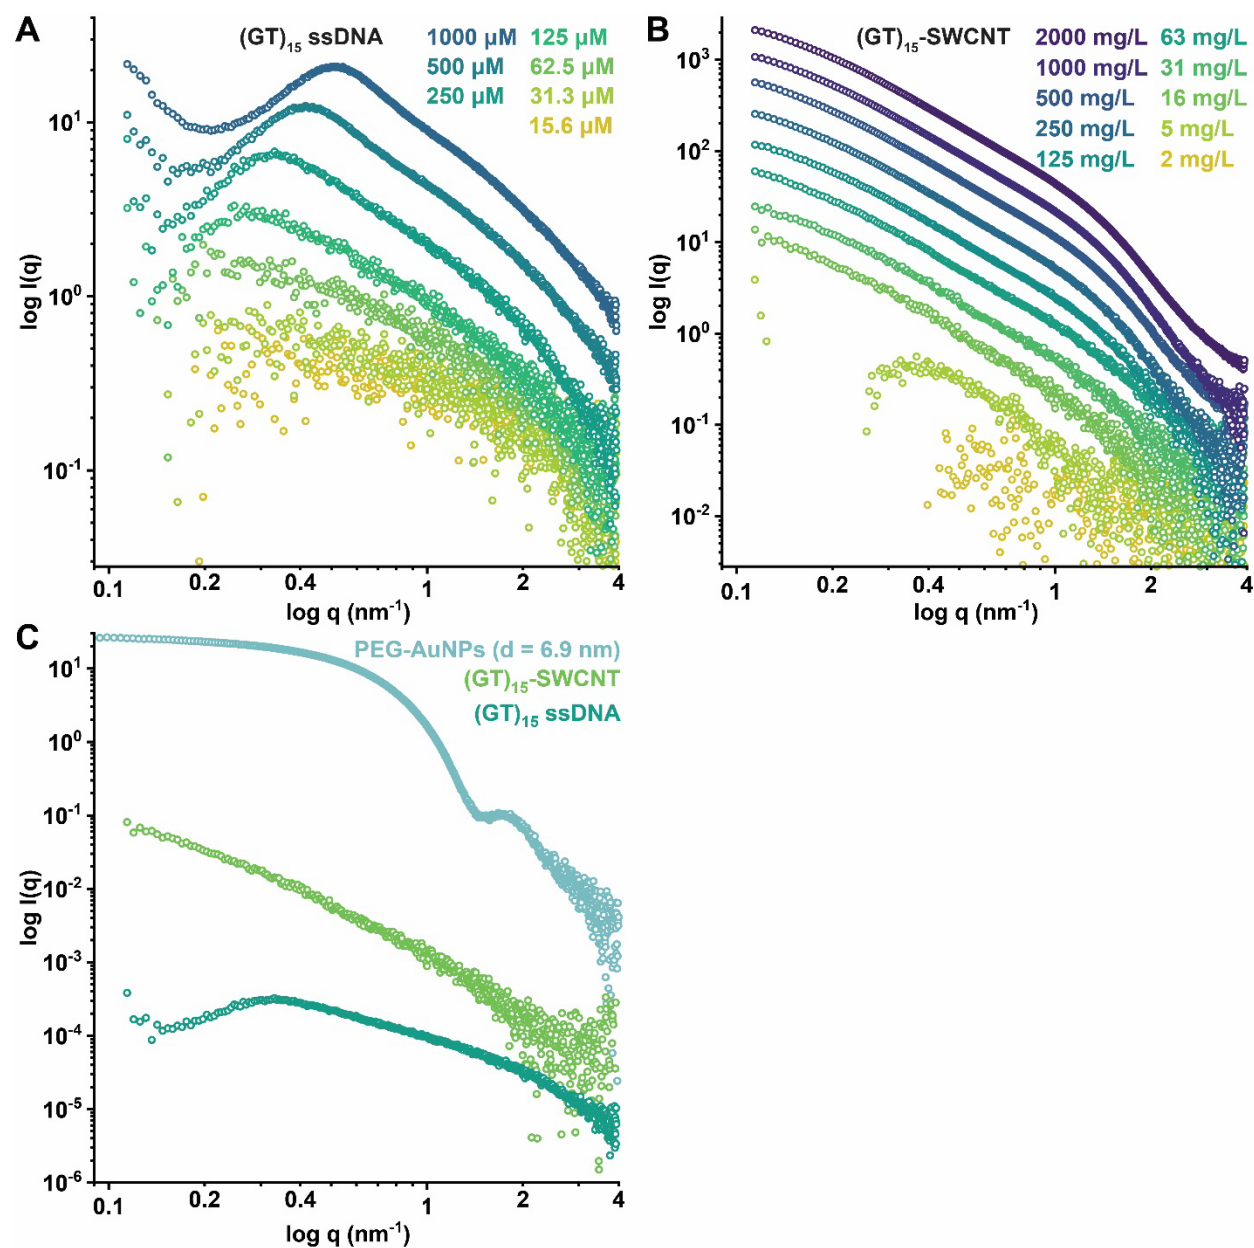 A
(GT)15 ssDNA
1000 µM 125 µM
500 µM 62.5 µM
250 µM 31.3 µM
15.6 µM
log I(q)
10^1
10^0
10^-1
0.1 0.2 0.4 1 2 4
log q (nm^-1)
B
(GT)15-SWCNT
2000 mg/L 63 mg/L
1000 mg/L 31 mg/L
500 mg/L 16 mg/L
250 mg/L 5 mg/L
125 mg/L 2 mg/L
log I(q)
10^3
10^2
10^1
10^0
10^-1
10^-2
0.1 0.2 0.4 1 2 4
log q (nm^-1)
C
PEG-AuNPs (d = 6.9 nm)
(GT)15-SWCNT
(GT)15 ssDNA
log I(q)
10^1
10^0
10^-1
10^-2
10^-3
10^-4
10^-5
10^-6
0.1 0.2 0.4 1 2 4
log q (nm^-1)